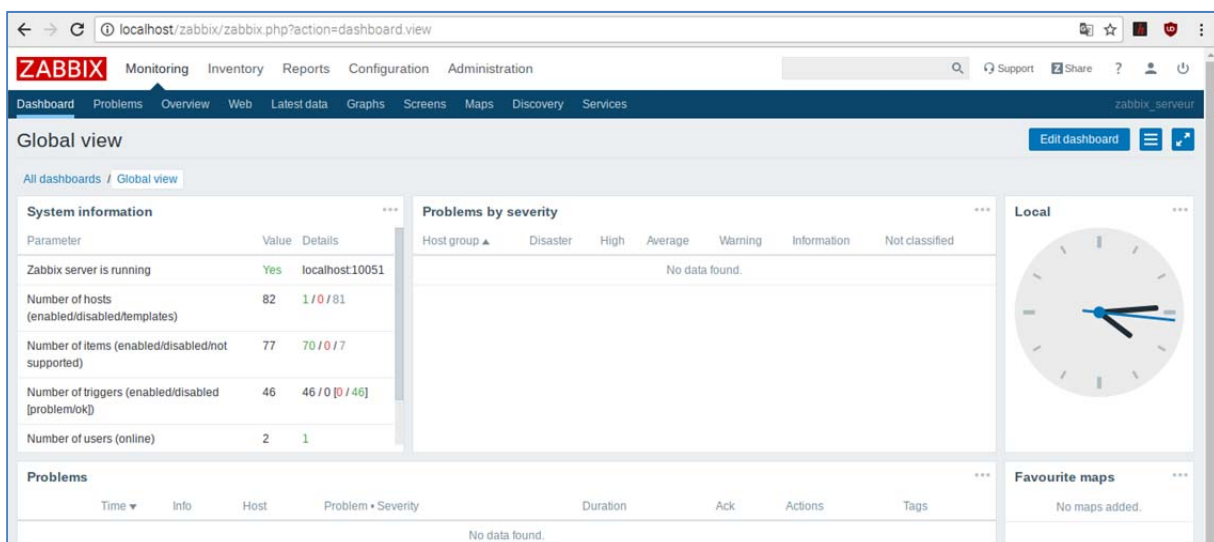 localhost/zabbix/zabbix.php?action=dashboard.view
ZABBIX Monitoring Inventory Reports Configuration Administration Support Z Share ?
Dashboard Problems Overview Web Latest data Graphs Screens Maps Discovery Services zabbix_serveur
Global view Edit dashboard
All dashboards / Global view
System information
Parameter Value Details
Zabbix server is running Yes localhost:10051
Number of hosts
(enabled/disabled/templates) 82 1 / 0 / 81
Number of items (enabled/disabled/not
supported) 77 70 / 0 / 7
Number of triggers (enabled/disabled
[problem/ok]) 46 46 / 0 [0 / 46]
Number of users (online) 2 1
Problems by severity
Host group ▲ Disaster High Average Warning Information Not classified
No data found.
Local
Problems
Time ▼ Info Host Problem • Severity Duration Ack Actions Tags
No data found.
Favourite maps
No maps added.